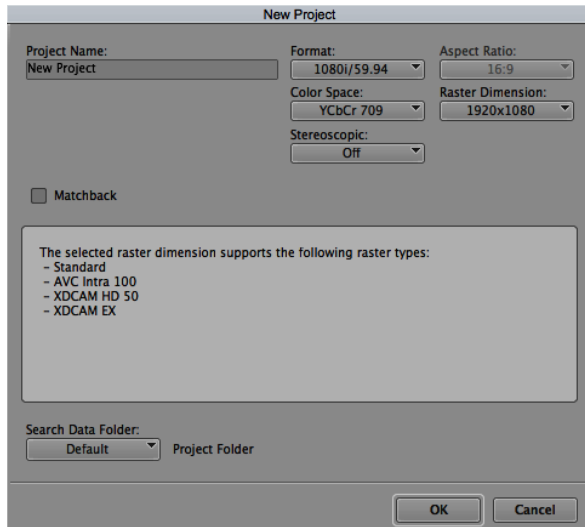 New Project
Project Name:
New Project
Format:
1080i/59.94
Aspect Ratio:
16:9
Color Space:
YCbCr 709
Raster Dimension:
1920x1080
Stereoscopic:
Off
Matchback
The selected raster dimension supports the following raster types:
– Standard
– AVC Intra 100
– XDCAM HD 50
– XDCAM EX
Search Data Folder:
Default
Project Folder
OK
Cancel